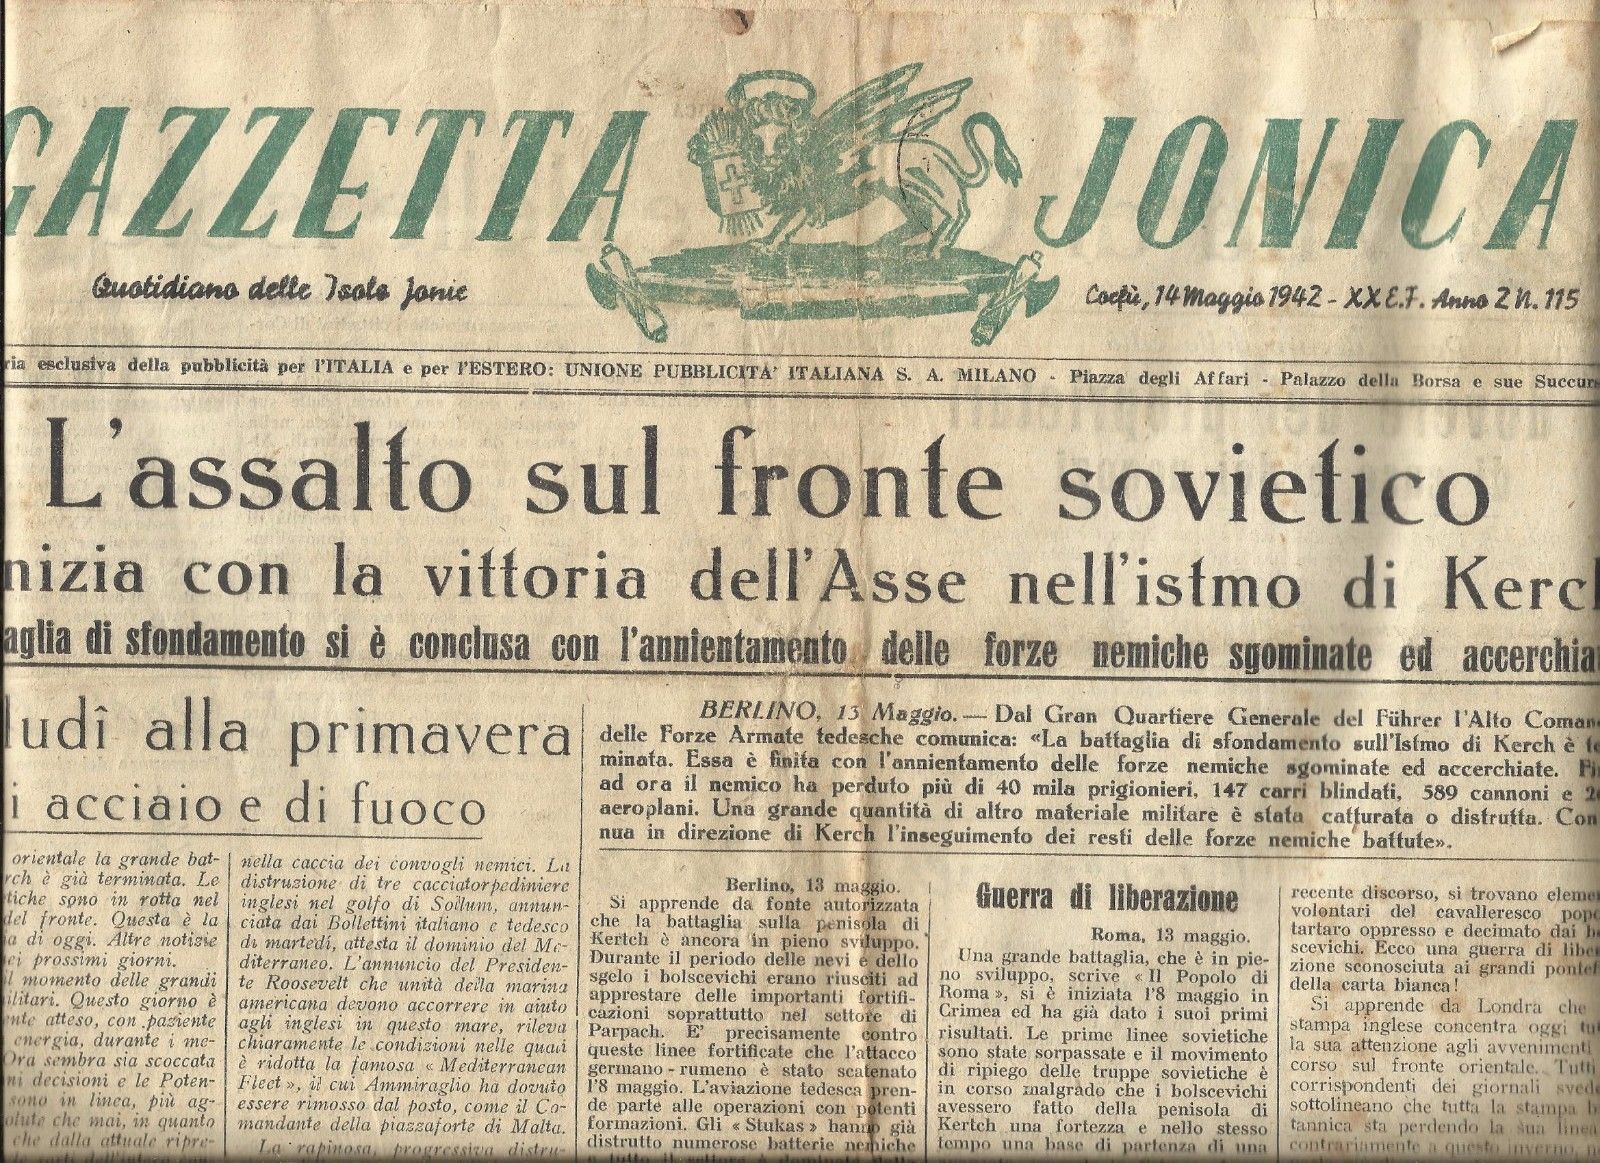 GAZZETTA JONICA
Quotidiano delle Isole Jonie
Corfù, 14 Maggio 1942 - XX E.F. Anno 2 N. 115
ria esclusiva della pubblicità per l'ITALIA e per l'ESTERO: UNIONE PUBBLICITA' ITALIANA S. A. MILANO - Piazza degli Affari - Palazzo della Borsa e sue Succurs
L'assalto sul fronte sovietico
nizia con la vittoria dell'Asse nell'istmo di Kerch
aglia di sfondamento si è conclusa con l'annientamento delle forze nemiche sgominate ed accerchia
ludî alla primavera
i acciaio e di fuoco
orientale la grande bat-
rch è già terminata. Le
tiche sono in rotta nel
del fronte. Questa è la
a di oggi. Altre notizie
ei prossimi giorni.
l momento delle grandi
ilitari. Questo giorno è
nte atteso, con paziente
energia, durante i me-
Ora sembra sia scoccata
ni decisioni e le Poten-
sono in linea, più ag-
olute che mai, in quanto
che dalla attuale ripre-
nella caccia dei convogli nemici. La
distruzione di tre cacciatorpediniere
inglesi nel golfo di Sollum, annun-
ciata dai Bollettini italiano e tedesco
di martedì, attesta il dominio del Me-
diterraneo. L'annuncio del Presiden-
te Roosevelt che unità della marina
americana devono accorrere in aiuto
agli inglesi in questo mare, rileva
chiaramente le condizioni nelle quali
è ridotta la famosa « Mediterranean
Fleet », il cui Ammiraglio ha dovuto
essere rimosso dal posto, come il Co-
mandante della piazzaforte di Malta.
La rapinosa, progressiva distru-
BERLINO, 13 Maggio. — Dal Gran Quartiere Generale del Führer l'Alto Coman
delle Forze Armate tedesche comunica: «La battaglia di sfondamento sull'Istmo di Kerch è te
minata. Essa è finita con l'annientamento delle forze nemiche sgominate ed accerchiate. Fi
ad ora il nemico ha perduto più di 40 mila prigionieri, 147 carri blindati, 589 cannoni e 2
aeroplani. Una grande quantità di altro materiale militare è stata catturata o distrutta. Con
nua in direzione di Kerch l'inseguimento dei resti delle forze nemiche battute».
Berlino, 13 maggio.
Si apprende da fonte autorizzata
che la battaglia sulla penisola di
Kertch è ancora in pieno sviluppo.
Durante il periodo delle nevi e dello
sgelo i bolscevichi erano riusciti ad
apprestare delle importanti fortifi-
cazioni soprattutto nel settore di
Parpach. E' precisamente contro
queste linee fortificate che l'attacco
germano - rumeno è stato scatenato
l'8 maggio. L'aviazione tedesca pren-
de parte alle operazioni con potenti
formazioni. Gli « Stukas » hanno già
distrutto numerose batterie nemiche
Guerra di liberazione
Roma, 13 maggio.
Una grande battaglia, che è in pie-
no sviluppo, scrive « Il Popolo di
Roma », si è iniziata l'8 maggio in
Crimea ed ha già dato i suoi primi
risultati. Le prime linee sovietiche
sono state sorpassate e il movimento
di ripiego delle truppe sovietiche è
in corso malgrado che i bolscevichi
avessero fatto della penisola di
Kertch una fortezza e nello stesso
tempo una base di partenza di una
recente discorso, si trovano eleme
volontari del cavalleresco popo
tartaro oppresso e decimato dai b
scevichi. Ecco una guerra di libe
zione sconosciuta ai grandi pontef
della carta bianca!
Si apprende da Londra che
stampa inglese concentra oggi tu
la sua attenzione agli avvenimenti
corso sul fronte orientale. Tutti
corrispondenti dei giornali svede
sottolineano che tutta la stampa b
tannica sta perdendo la sua linea
contrariamente a questo inverno, n